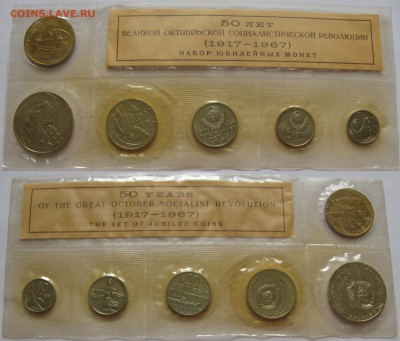 COINS.LAVE.RU
50 ЛЕТ
ВЕЛИКОЙ ОКТЯБРЬСКОЙ СОЦИАЛИСТИЧЕСКОЙ РЕВОЛЮЦИИ
(1917-1967)
НАБОР ЮБИЛЕЙНЫХ МОНЕТ
50 YEARS
OF THE GREAT OCTOBER SOCIALIST REVOLUTION
(1917-1967)
THE SET OF JUBILEE COINS